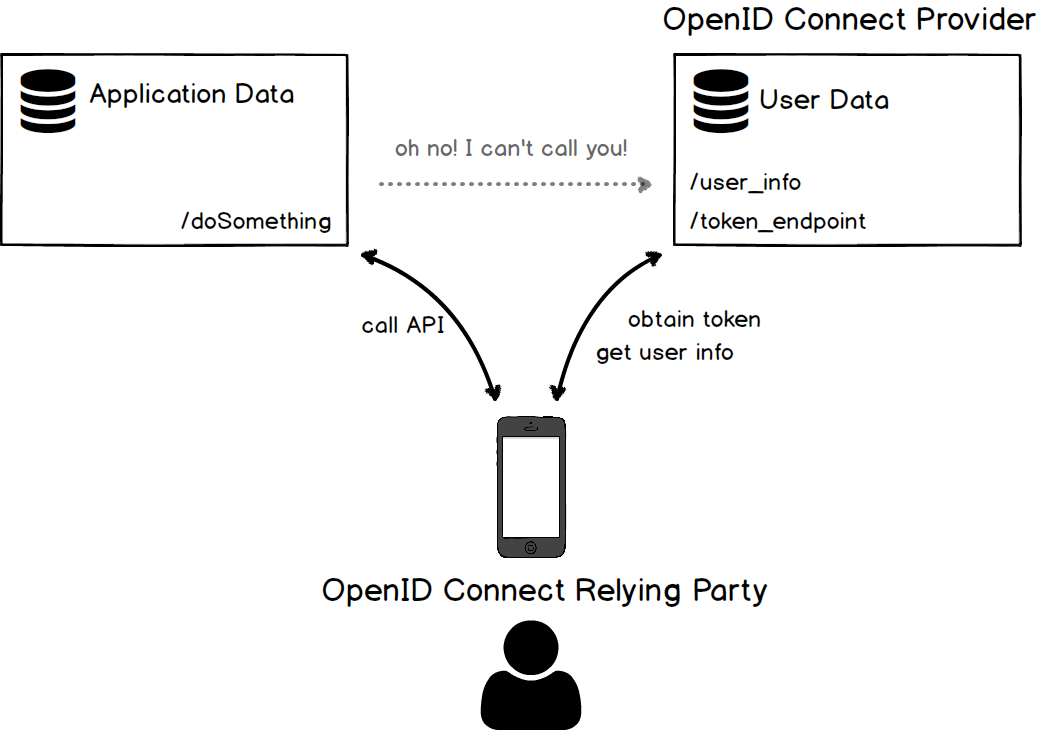 OpenID Connect Provider
Application Data
User Data
oh no! I can't call you!
/user_info
/doSomething
/token_endpoint
call API
obtain token
get user info
OpenID Connect Relying Party